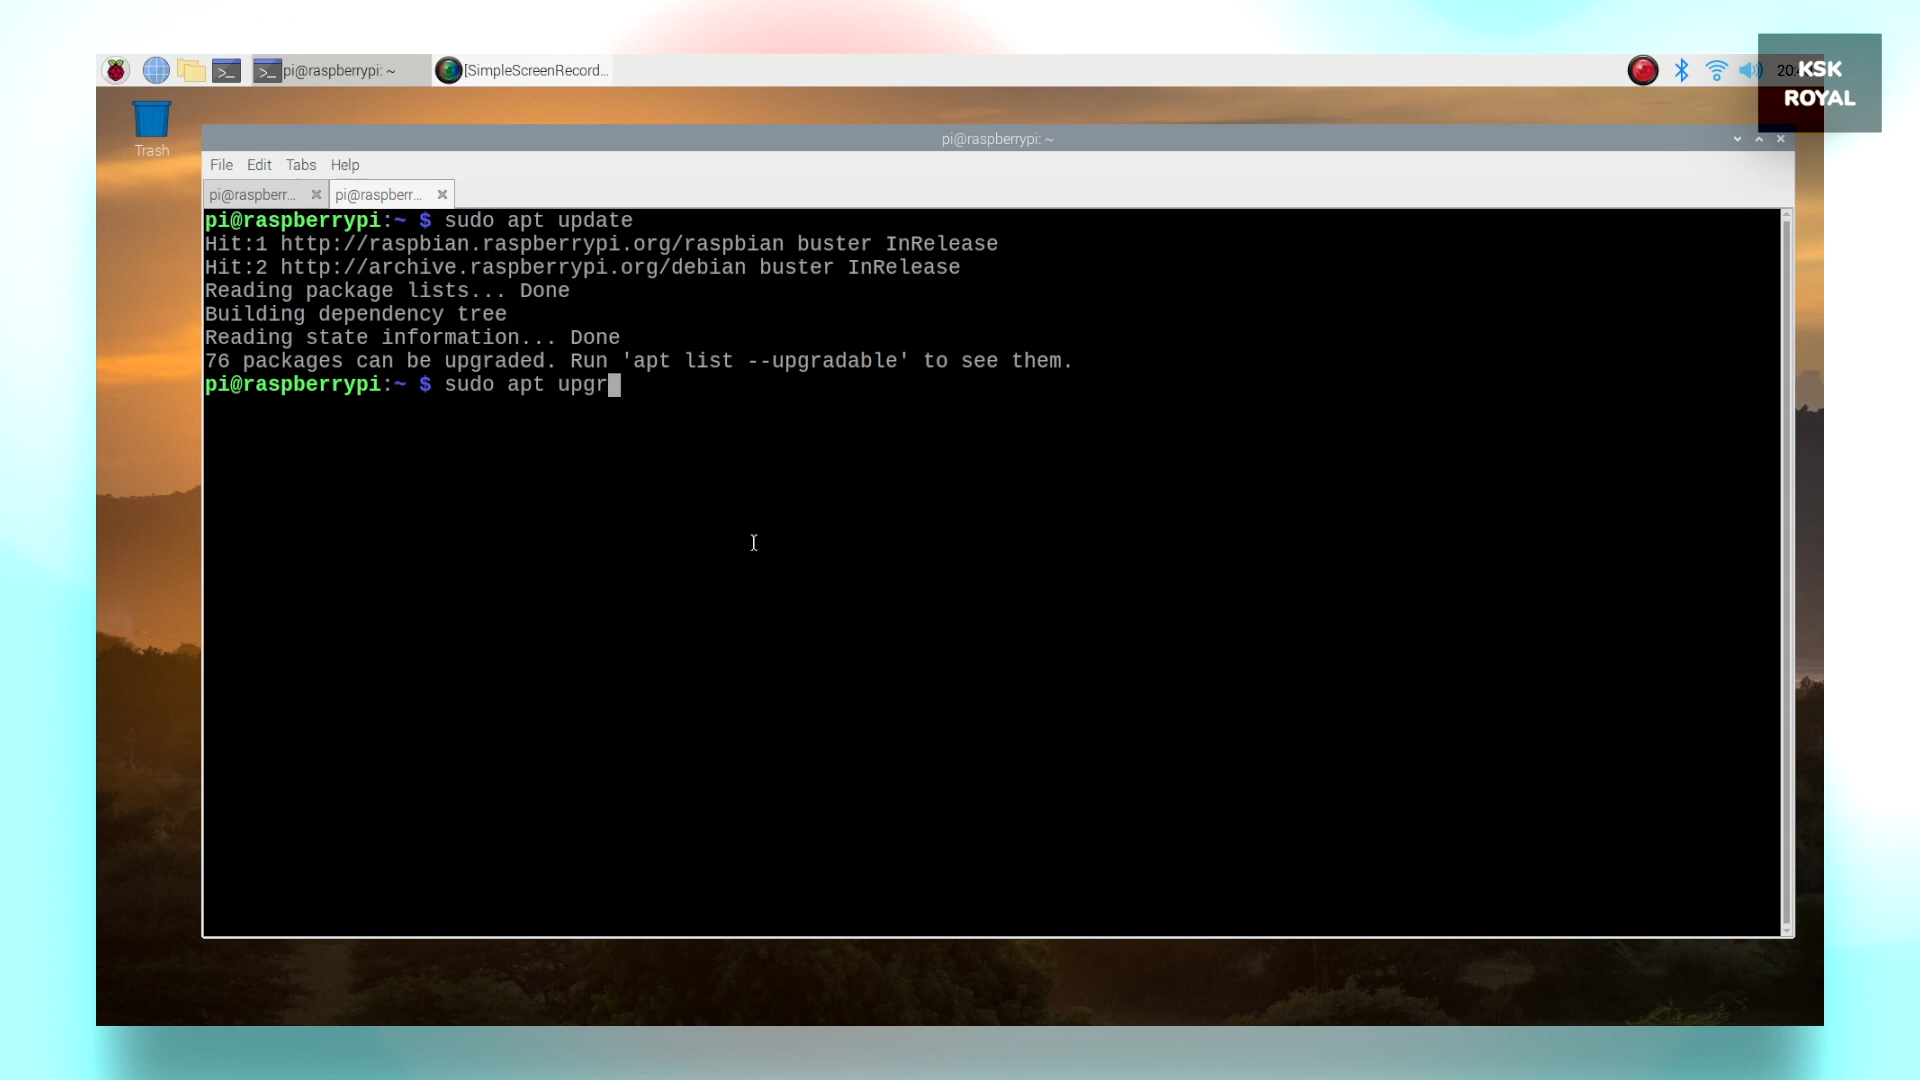 pi@raspberrypi: ~
[SimpleScreenRecord...
KSK
ROYAL
Trash
pi@raspberrypi: ~
File Edit Tabs Help
pi@raspberr...
pi@raspberr...
pi@raspberrypi:~ $ sudo apt update
Hit:1 http://raspbian.raspberrypi.org/raspbian buster InRelease
Hit:2 http://archive.raspberrypi.org/debian buster InRelease
Reading package lists... Done
Building dependency tree
Reading state information... Done
76 packages can be upgraded. Run 'apt list --upgradable' to see them.
pi@raspberrypi:~ $ sudo apt upgr